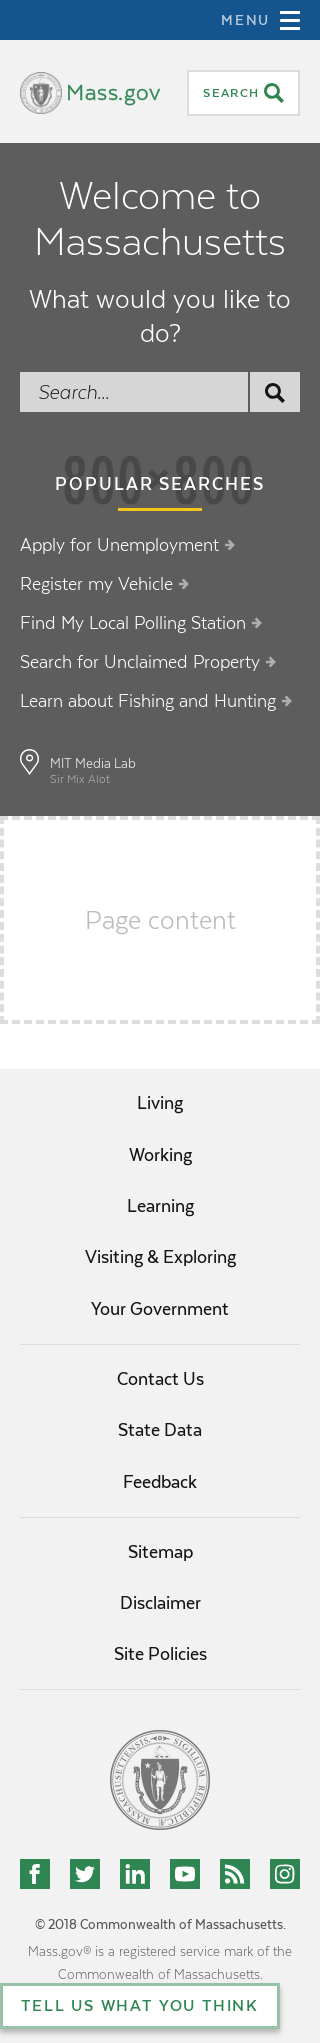 MENU
Mass.gov
SEARCH
Welcome to
Massachusetts
What would you like to
do?
Search...
800×800
POPULAR SEARCHES
Apply for Unemployment
Register my Vehicle
Find My Local Polling Station
Search for Unclaimed Property
Learn about Fishing and Hunting
MIT Media Lab
Sir Mix Alot
Page content
Living
Working
Learning
Visiting & Exploring
Your Government
Contact Us
State Data
Feedback
Sitemap
Disclaimer
Site Policies
© 2018 Commonwealth of Massachusetts.
Mass.gov® is a registered service mark of the
Commonwealth of Massachusetts.
TELL US WHAT YOU THINK